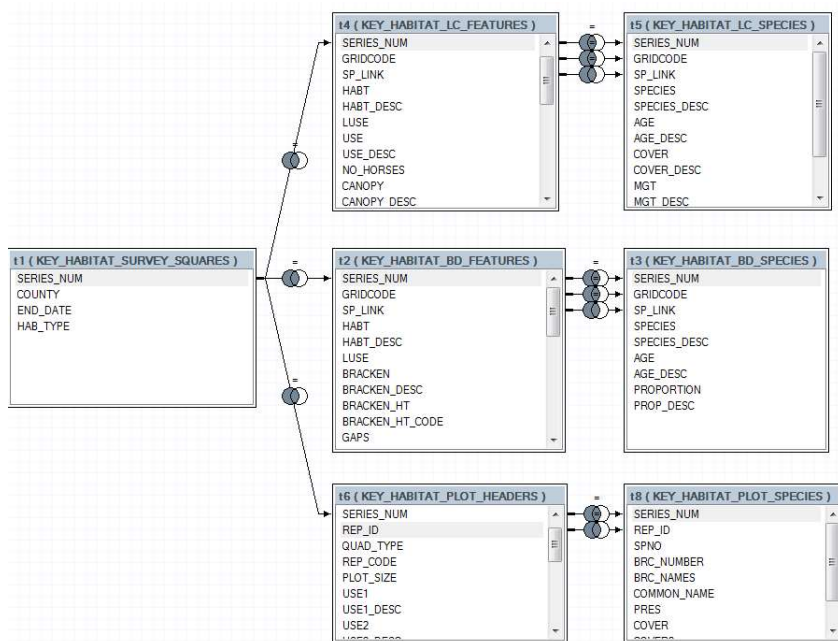 t4 ( KEY_HABITAT_LC_FEATURES )
SERIES_NUM
GRIDCODE
SP_LINK
HABT
HABT_DESC
LUSE
USE
USE_DESC
NO_HORSES
CANOPY
CANOPY_DESC
=
t5 ( KEY_HABITAT_LC_SPECIES )
SERIES_NUM
GRIDCODE
SP_LINK
SPECIES
SPECIES_DESC
AGE
AGE_DESC
COVER
COVER_DESC
MGT
MGT_DESC
=
t1 ( KEY_HABITAT_SURVEY_SQUARES )
SERIES_NUM
COUNTY
END_DATE
HAB_TYPE
=
t2 ( KEY_HABITAT_BD_FEATURES )
SERIES_NUM
GRIDCODE
SP_LINK
HABT
HABT_DESC
LUSE
BRACKEN
BRACKEN_DESC
BRACKEN_HT
BRACKEN_HT_CODE
GAPS
=
t3 ( KEY_HABITAT_BD_SPECIES )
SERIES_NUM
GRIDCODE
SP_LINK
SPECIES
SPECIES_DESC
AGE
AGE_DESC
PROPORTION
PROP_DESC
=
t6 ( KEY_HABITAT_PLOT_HEADERS )
SERIES_NUM
REP_ID
QUAD_TYPE
REP_CODE
PLOT_SIZE
USE1
USE1_DESC
USE2
=
t8 ( KEY_HABITAT_PLOT_SPECIES )
SERIES_NUM
REP_ID
SPNO
BRC_NUMBER
BRC_NAMES
COMMON_NAME
PRES
COVER